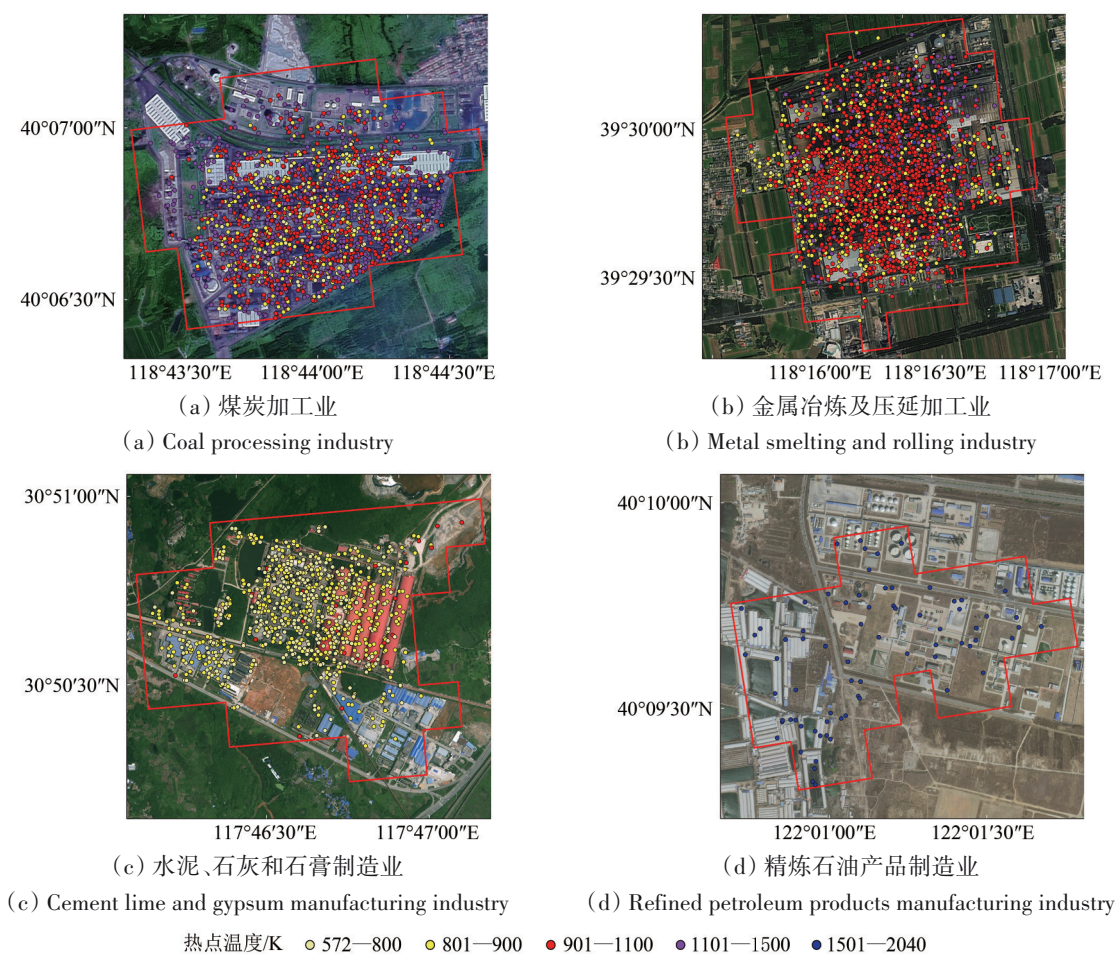 40°07′00″N
40°06′30″N
118°43′30″E 118°44′00″E 118°44′30″E
(a) 煤炭加工业
(a) Coal processing industry
39°30′00″N
39°29′30″N
118°16′00″E 118°16′30″E 118°17′00″E
(b) 金属冶炼及压延加工业
(b) Metal smelting and rolling industry
30°51′00″N
30°50′30″N
117°46′30″E 117°47′00″E
(c) 水泥、石灰和石膏制造业
(c) Cement lime and gypsum manufacturing industry
40°10′00″N
40°09′30″N
122°01′00″E 122°01′30″E
(d) 精炼石油产品制造业
(d) Refined petroleum products manufacturing industry
热点温度/K 572—800 801—900 901—1100 1101—1500 1501—2040